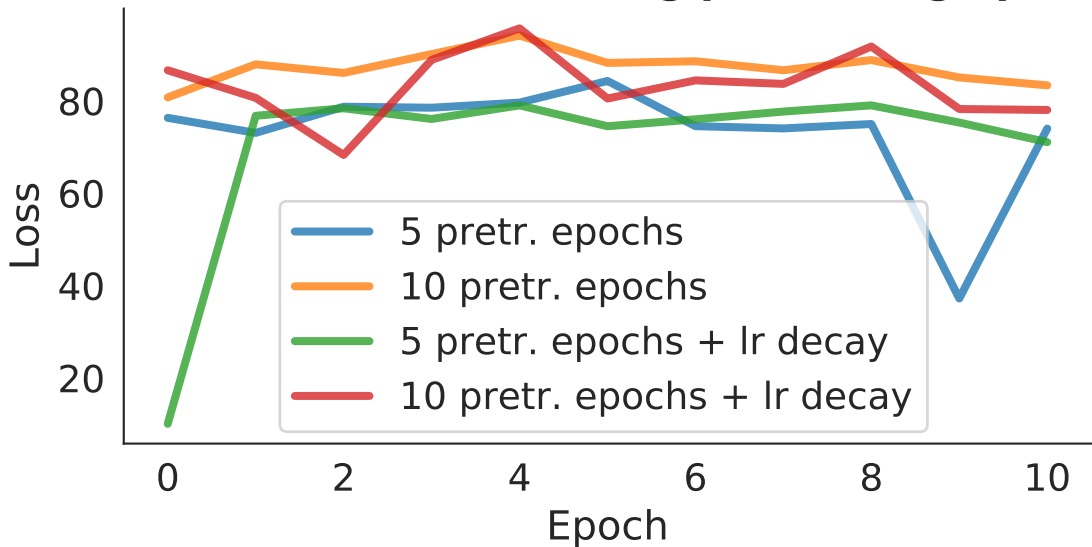 80
60
40
20
Loss
5 pretr. epochs
10 pretr. epochs
5 pretr. epochs + lr decay
10 pretr. epochs + lr decay
0 2 4 6 8 10
Epoch